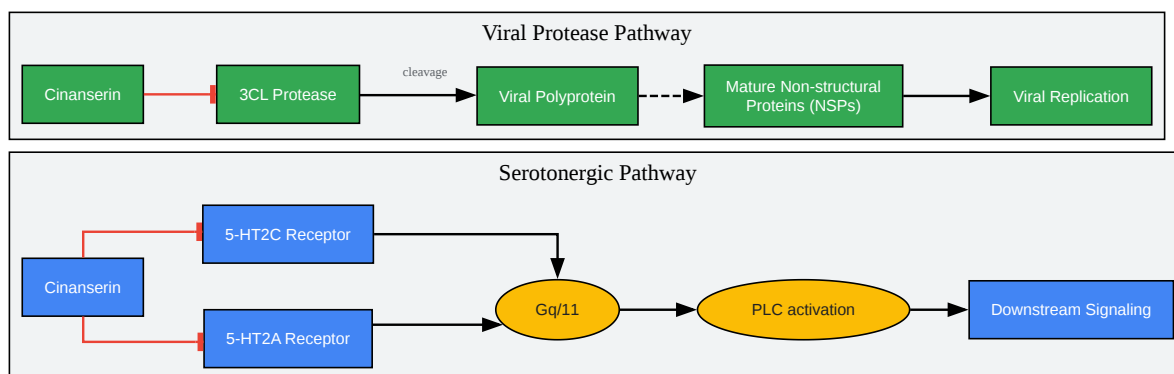 Viral Protease Pathway
cleavage
Cinanserin
3CL Protease
Viral Polyprotein
Mature Non-structural
Proteins (NSPs)
Viral Replication
Serotonergic Pathway
5-HT2C Receptor
Cinanserin
5-HT2A Receptor
Gq/11
PLC activation
Downstream Signaling